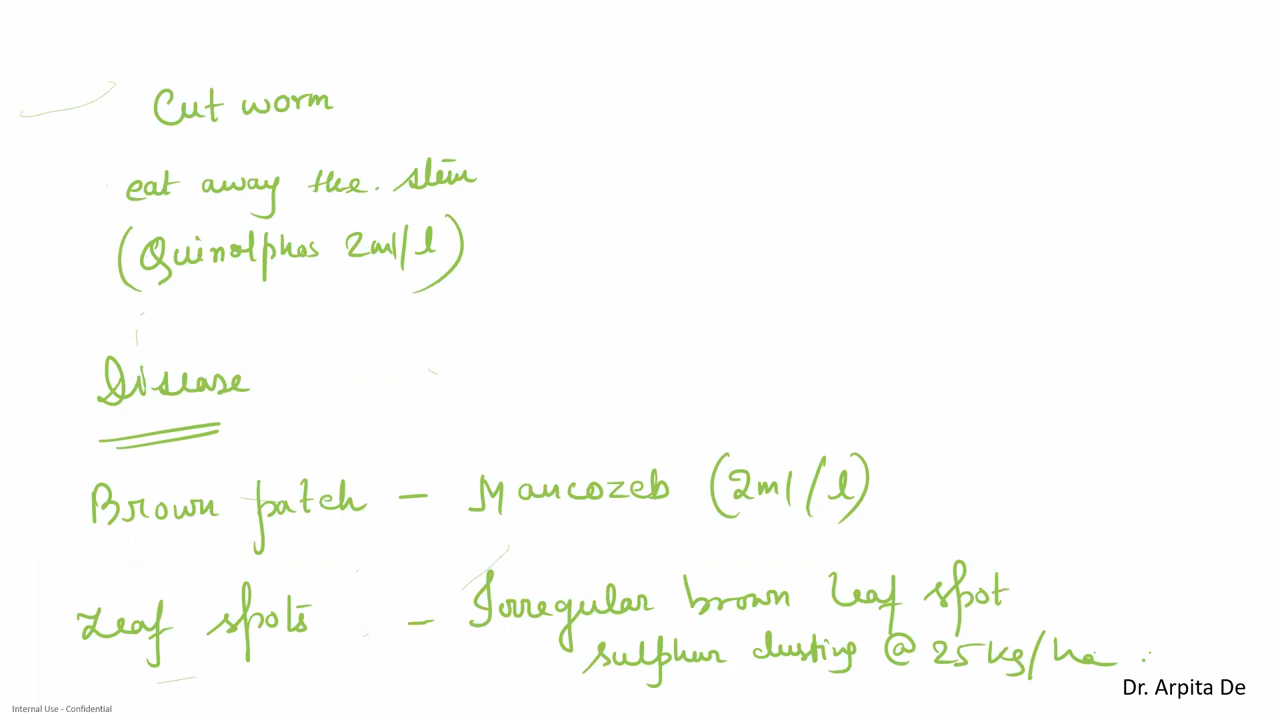 Cut worm
eat away the. stem
(Quinolphos 2ml/l)
Disease
Brown patch - Mancozeb (2ml/l)
Leaf spots - Irregular brown leaf spot
sulphur dusting @ 25 kg/ha.
Dr. Arpita De
Internal Use - Confidential